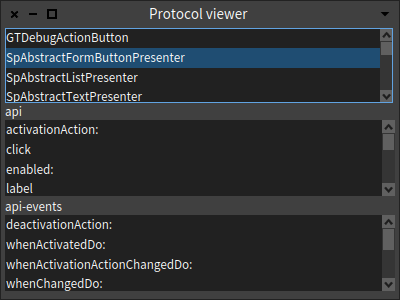 Protocol viewer
GTDebugActionButton
SpAbstractFormButtonPresenter
SpAbstractListPresenter
SpAbstractTextPresenter
api
activationAction:
click
enabled:
label
api-events
deactivationAction:
whenActivatedDo:
whenActivationActionChangedDo:
whenChangedDo: